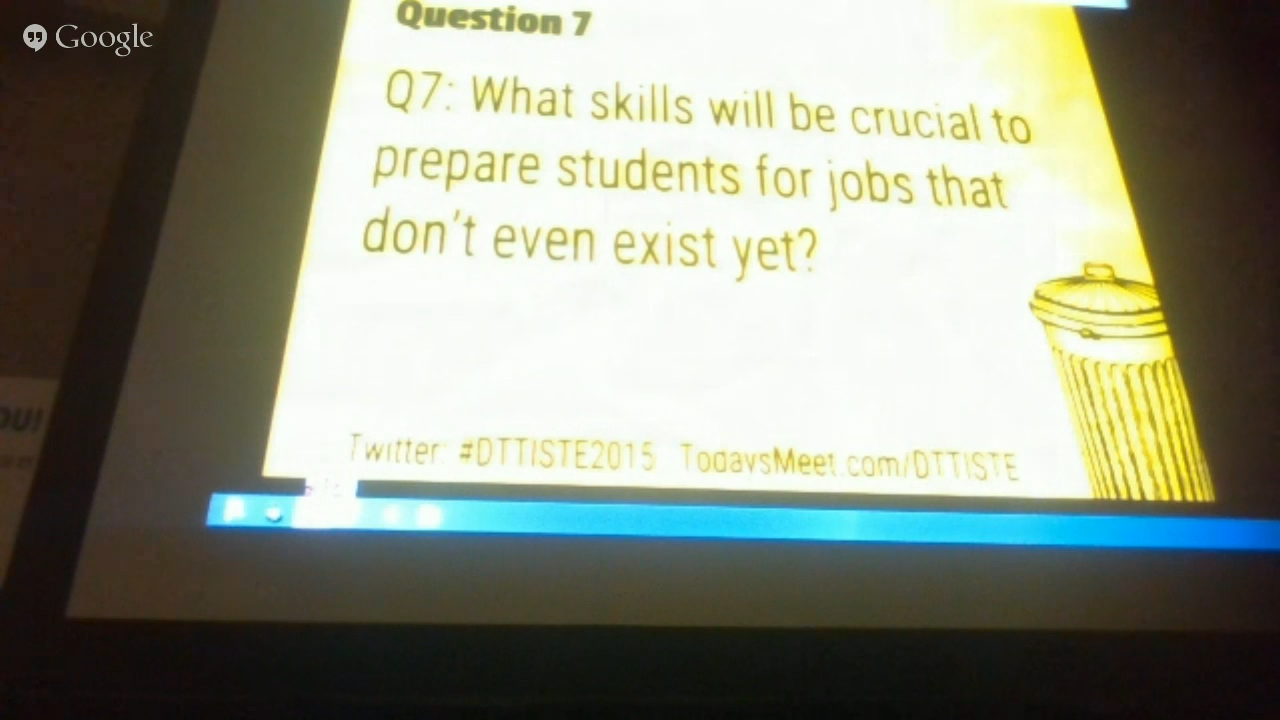 Google
Question 7
Q7: What skills will be crucial to
prepare students for jobs that
don't even exist yet?
Twitter: #DTTISTE2015 TodaysMeet.com/DTTISTE
OU!